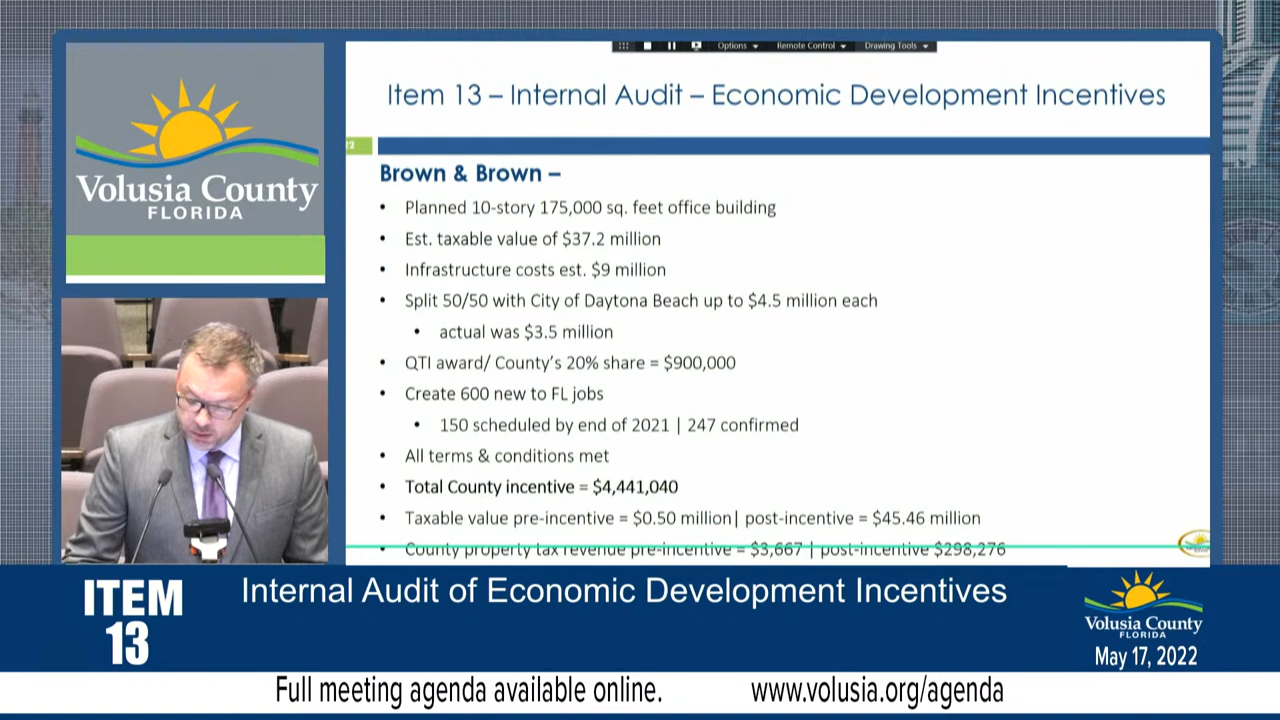 Options
Remote Control
Drawing Tools
Item 13 – Internal Audit – Economic Development Incentives
Volusia County
FLORIDA
Brown & Brown –
• Planned 10-story 175,000 sq. feet office building
• Est. taxable value of $37.2 million
• Infrastructure costs est. $9 million
• Split 50/50 with City of Daytona Beach up to $4.5 million each
• actual was $3.5 million
• QTI award/ County's 20% share = $900,000
• Create 600 new to FL jobs
• 150 scheduled by end of 2021 | 247 confirmed
• All terms & conditions met
• Total County incentive = $4,441,040
• Taxable value pre-incentive = $0.50 million| post-incentive = $45.46 million
• County property tax revenue pre-incentive = $3,667 | post-incentive $298,276
ITEM
13
Internal Audit of Economic Development Incentives
Volusia County
FLORIDA
May 17, 2022
Full meeting agenda available online. www.volusia.org/agenda